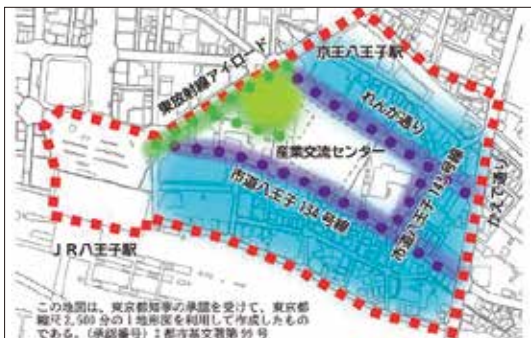 京王八王子駅
東放射線アイロード
れんが通り
産業交流センター
市道八王子134号線
市道八王子143号線
かえで通り
JR八王子駅
この地図は、東京都知事の承認を受けて、東京都
縮尺2,500分の1地形図を利用して作成したもの
である。(承認番号)